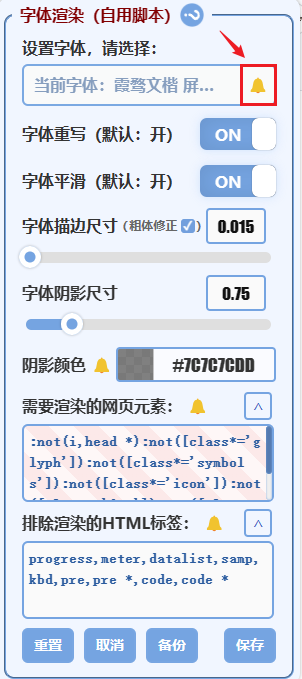 字体渲染（自用脚本）
设置字体，请选择：
当前字体：霞鹜文楷 屏...
字体重写（默认：开） ON
字体平滑（默认：开） ON
字体描边尺寸（粗体修正） 0.015
字体阴影尺寸 0.75
阴影颜色 #7C7C7CDD
需要渲染的网页元素： ^
:not(i,head *):not([class*='g
lyph']):not([class*='symbol
s']):not([class*='icon']):not
排除渲染的HTML标签： ^
progress,meter,datalist,samp,
kbd,pre,pre *,code,code *
重置 取消 备份 保存